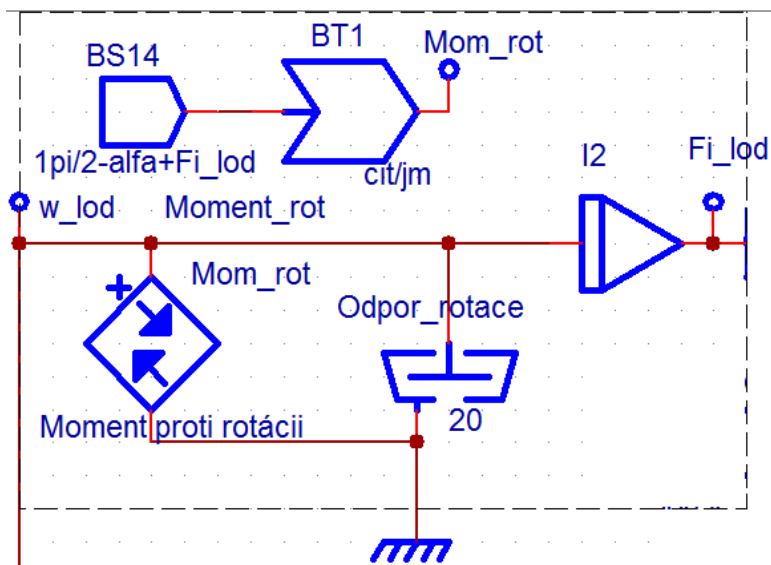 BT1
Mom_rot
BS14
1pi/2-alfa+Fi_lod
cit/jm
I2
Fi_lod
w_lod
Moment_rot
Mom_rot
+
Odpor_rotace
20
Moment proti rotácii